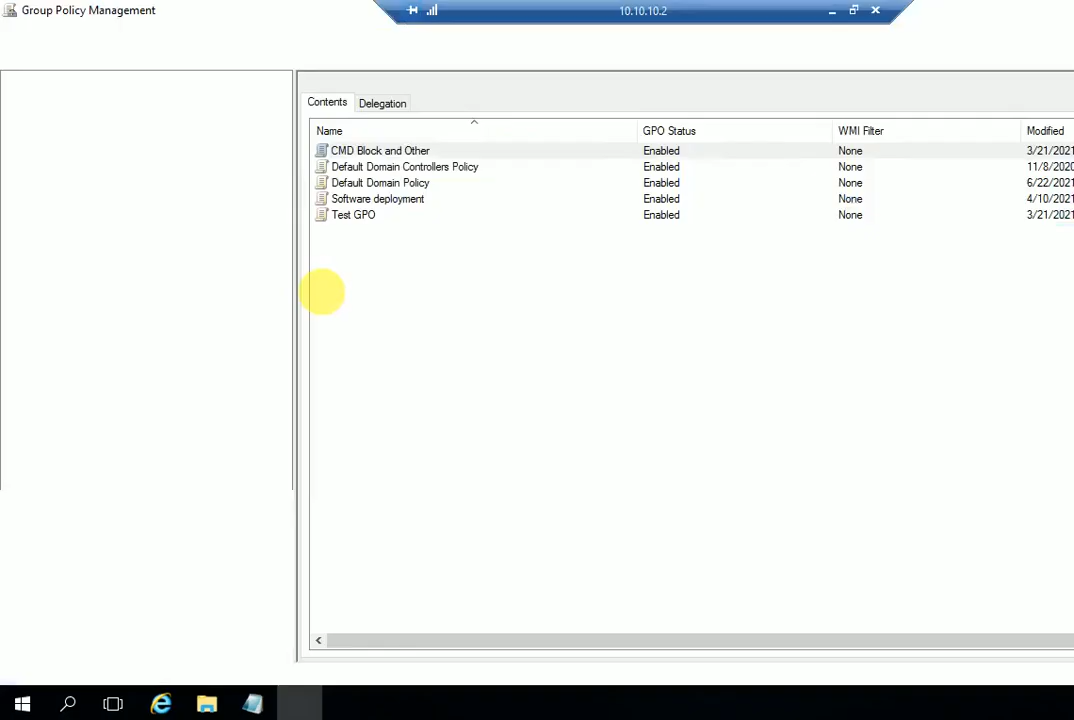 Group Policy Management
10.10.10.2
Contents Delegation
Name GPO Status WMI Filter Modified
CMD Block and Other Enabled None 3/21/2021
Default Domain Controllers Policy Enabled None 11/8/2020
Default Domain Policy Enabled None 6/22/2021
Software deployment Enabled None 4/10/2021
Test GPO Enabled None 3/21/2021